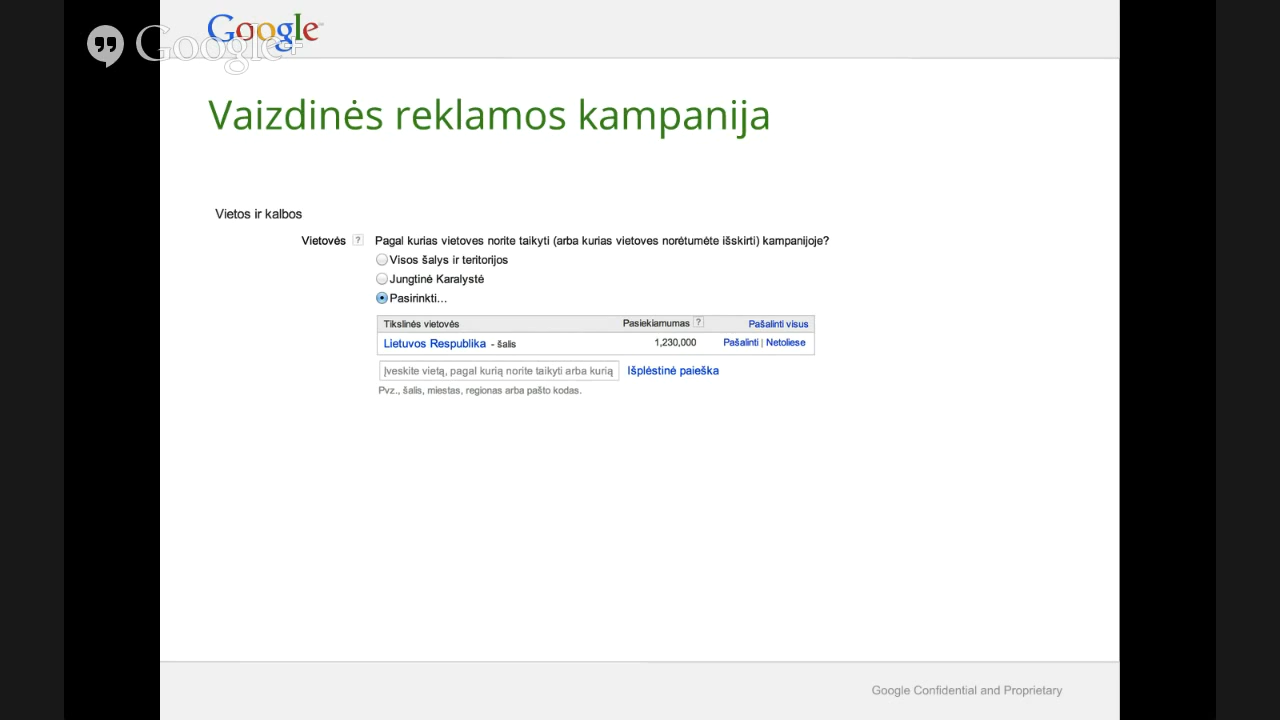 Google
Google+
Vaizdinės reklamos kampanija
Vietos ir kalbos
Vietovės ? Pagal kurias vietoves norite taikyti (arba kurias vietoves norėtumėte išskirti) kampanijoje?
Visos šalys ir teritorijos
Jungtinė Karalystė
Pasirinkti...
Tikslinės vietovės Pasiekiamumas ? Pašalinti visus
Lietuvos Respublika - šalis 1,230,000 Pašalinti | Netoliese
Įveskite vietą, pagal kurią norite taikyti arba kurią Išplėstinė paieška
Pvz., šalis, miestas, regionas arba pašto kodas.
Google Confidential and Proprietary